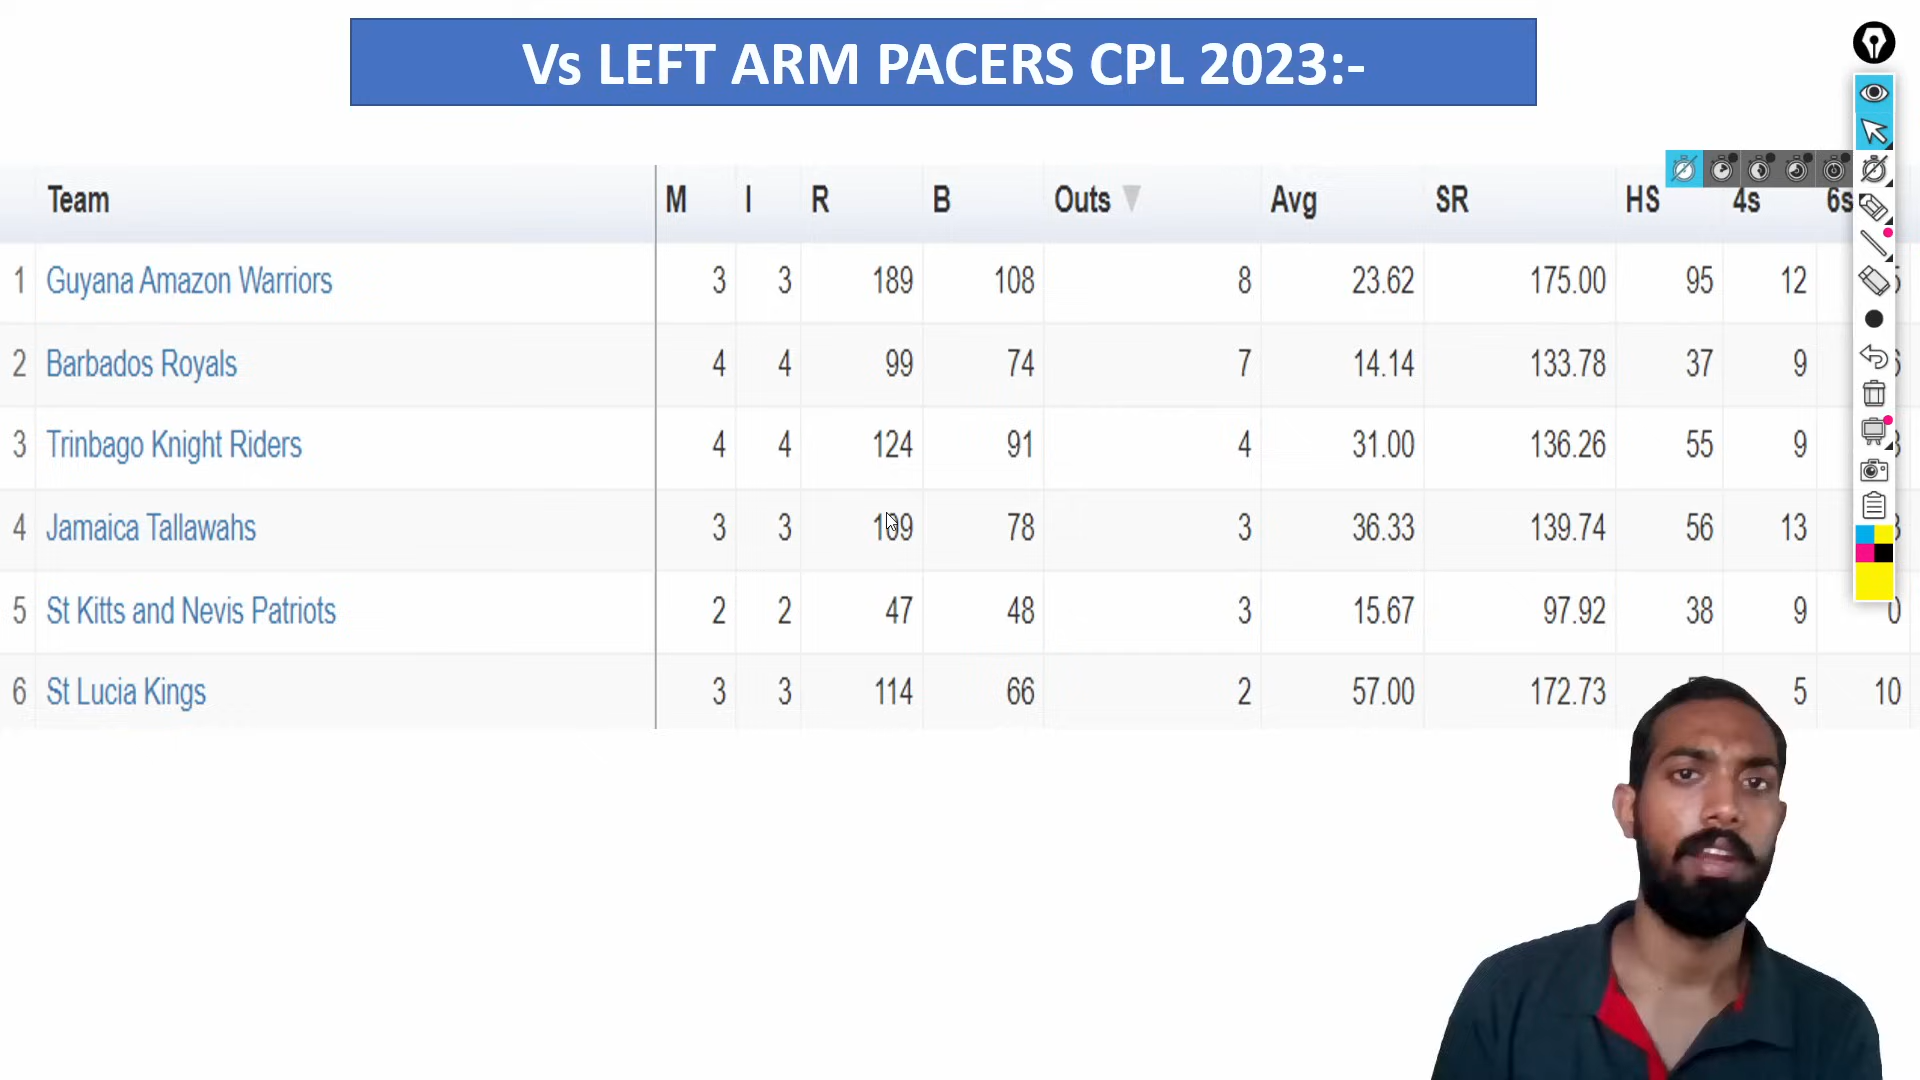 Vs LEFT ARM PACERS CPL 2023:-
Team M I R B Outs Avg SR HS 4s 6s
1 Guyana Amazon Warriors 3 3 189 108 8 23.62 175.00 95 12
2 Barbados Royals 4 4 99 74 7 14.14 133.78 37 9
3 Trinbago Knight Riders 4 4 124 91 4 31.00 136.26 55 9
4 Jamaica Tallawahs 3 3 109 78 3 36.33 139.74 56 13
5 St Kitts and Nevis Patriots 2 2 47 48 3 15.67 97.92 38 9 0
6 St Lucia Kings 3 3 114 66 2 57.00 172.73 5 10